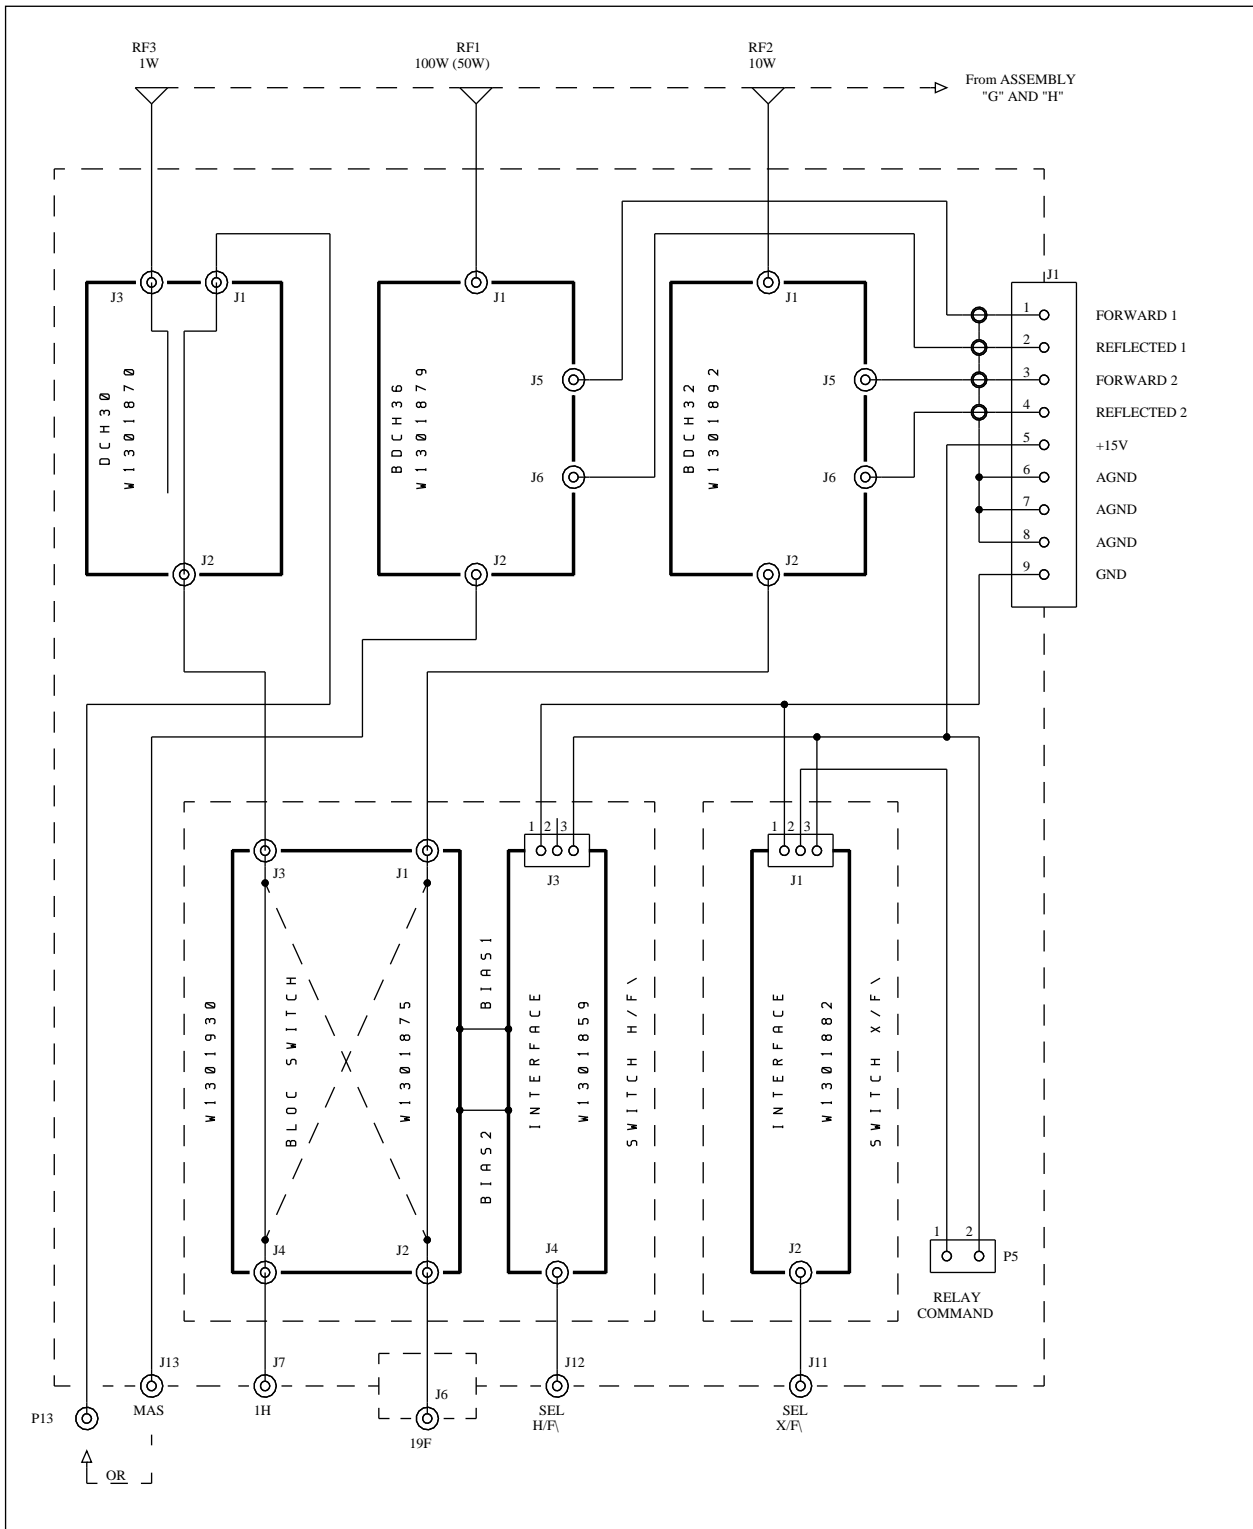 RF3
1W
RF1
100W (50W)
RF2
10W
From ASSEMBLY
"G" AND "H"
J3
J1
J1
J1
J1
DCH30
W1301870
BDCH36
W1301879
BDCH32
W1301892
J5
J6
J5
J6
J2
J2
J2
1
FORWARD 1
2
REFLECTED 1
3
FORWARD 2
4
REFLECTED 2
5
+15V
6
AGND
7
AGND
8
AGND
9
GND
1
2
3
1
2
3
J3
J1
J3
J1
W1301930
BLOC SWITCH
W1301875
BIAS1
BIAS2
INTERFACE
W1301859
SWITCH H/F\
INTERFACE
W1301882
SWITCH X/F\
J4
J2
J4
J2
1
2
P5
RELAY
COMMAND
J13
J7
J12
J11
J6
P13
MAS
1H
19F
SEL
H/F\
SEL
X/F\
OR